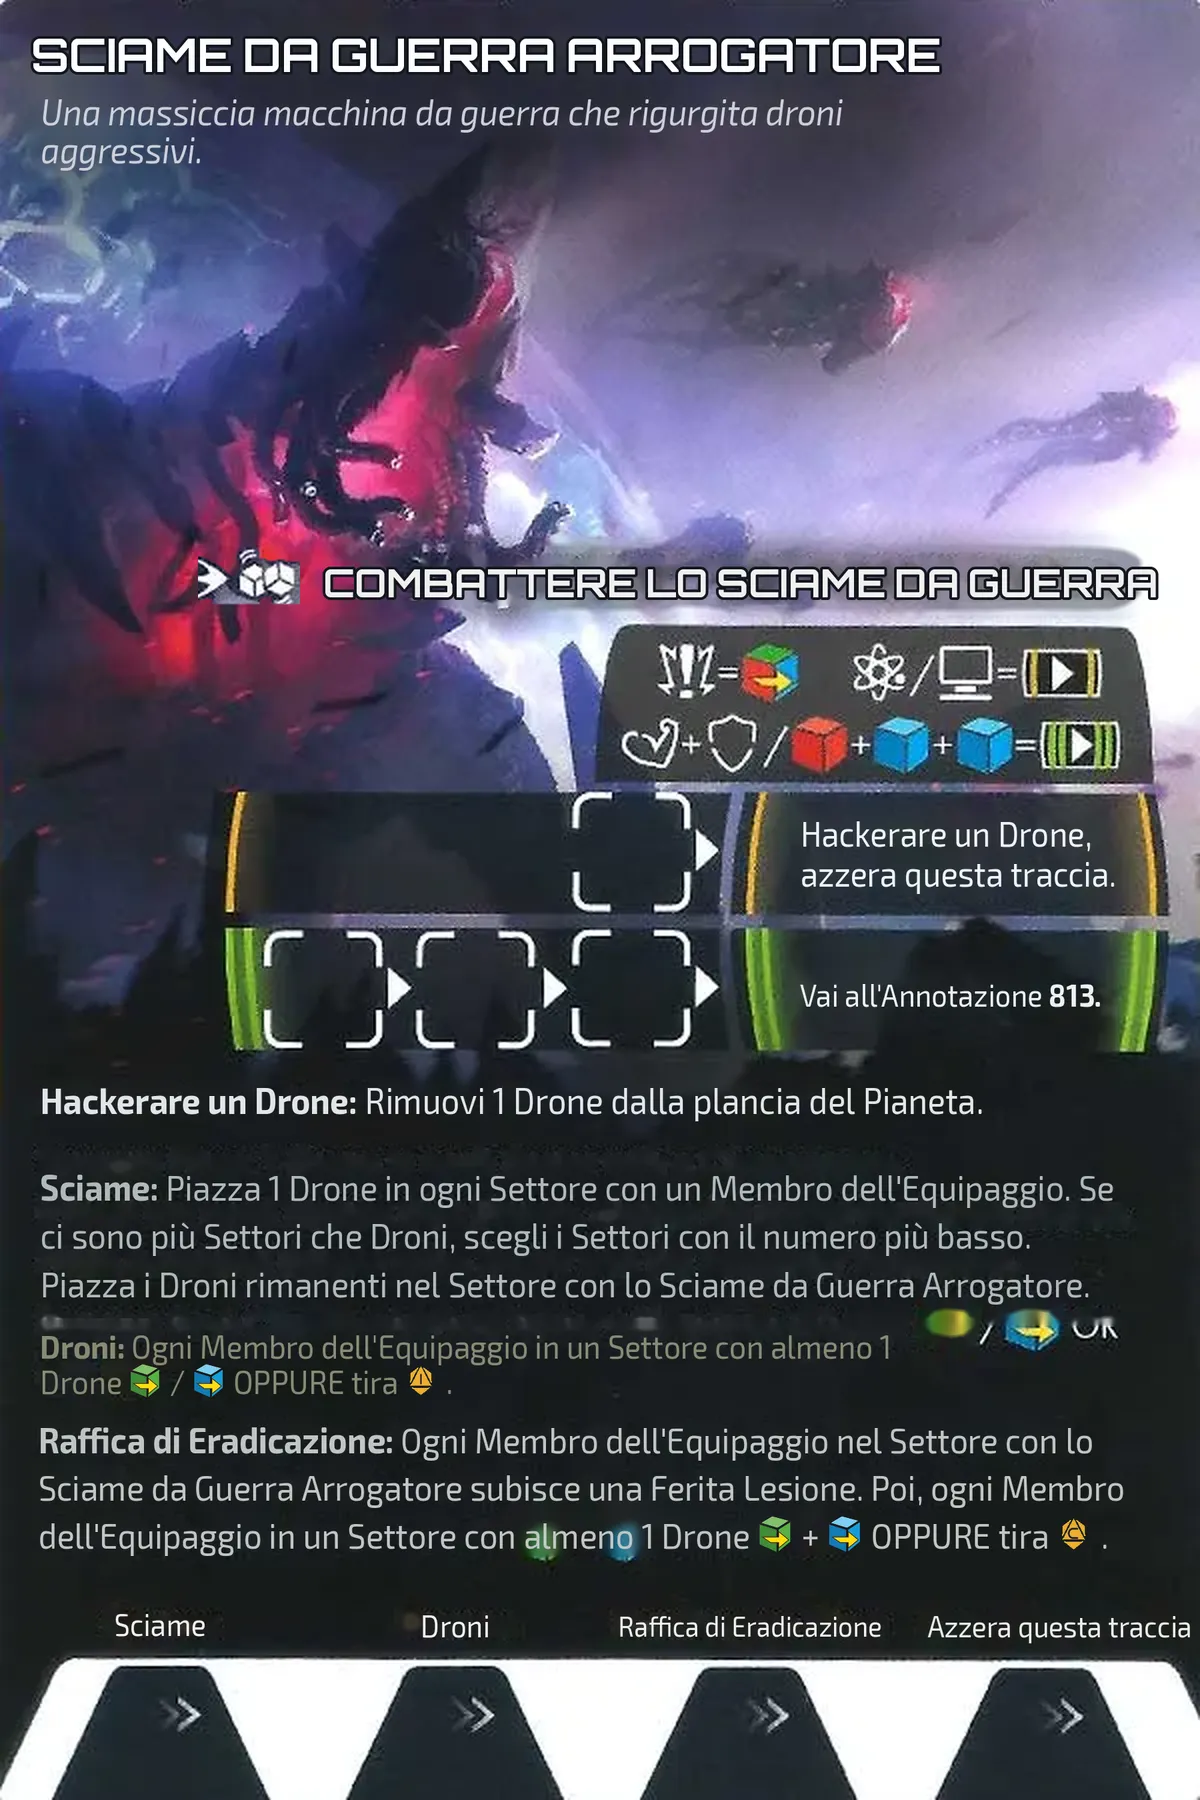 SCIAME DA GUERRA ARROGATORE
Una massiccia macchina da guerra che rigurgita droni
aggressivi.
COMBATTERE LO SCIAME DA GUERRA
Hackerare un Drone,
azzera questa traccia.
Vai all'Annotazione 813.
Hackerare un Drone: Rimuovi 1 Drone dalla plancia del Pianeta.
Sciame: Piazza 1 Drone in ogni Settore con un Membro dell'Equipaggio. Se
ci sono più Settori che Droni, scegli i Settori con il numero più basso.
Piazza i Droni rimanenti nel Settore con lo Sciame da Guerra Arrogatore.
/ OR
Droni: Ogni Membro dell'Equipaggio in un Settore con almeno 1
Drone / OPPURE tira .
Raffica di Eradicazione: Ogni Membro dell'Equipaggio nel Settore con lo
Sciame da Guerra Arrogatore subisce una Ferita Lesione. Poi, ogni Membro
dell'Equipaggio in un Settore con almeno 1 Drone + OPPURE tira .
Sciame Droni Raffica di Eradicazione Azzera questa traccia